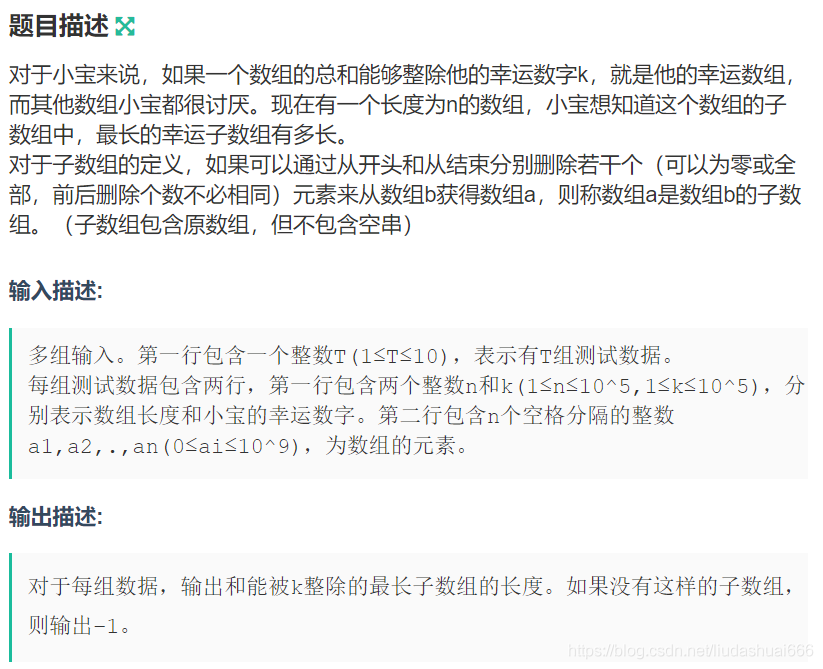 题目描述
对于小宝来说，如果一个数组的总和能够整除他的幸运数字k，就是他的幸运数组，
而其他数组小宝都很讨厌。现在有一个长度为n的数组，小宝想知道这个数组的子
数组中，最长的幸运子数组有多长。
对于子数组的定义，如果可以通过从开头和从结束分别删除若干个（可以为零或全
部，前后删除个数不必相同）元素来从数组b获得数组a，则称数组a是数组b的子数
组。（子数组包含原数组，但不包含空串）
输入描述:
多组输入。第一行包含一个整数T(1≤T≤10)，表示有T组测试数据。
每组测试数据包含两行，第一行包含两个整数n和k(1≤n≤10^5,1≤k≤10^5)，分
别表示数组长度和小宝的幸运数字。第二行包含n个空格分隔的整数
a1,a2,.,an(0≤ai≤10^9)，为数组的元素。
输出描述:
对于每组数据，输出和能被k整除的最长子数组的长度。如果没有这样的子数组，
则输出-1。
https://blog.csdn.net/liudashuai666